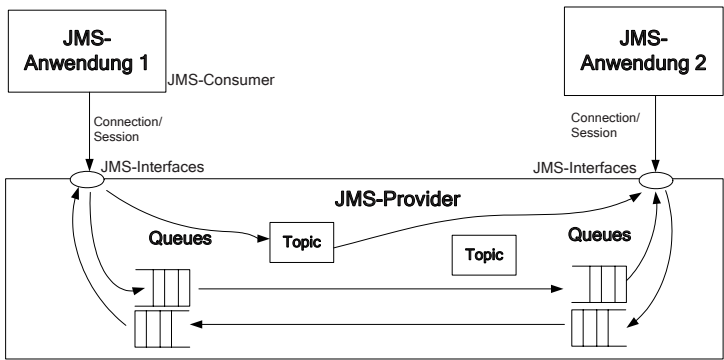 JMS-
Anwendung 1
JMS-Consumer
JMS-
Anwendung 2
Connection/
Session
Connection/
Session
JMS-Interfaces
JMS-Interfaces
JMS-Provider
Queues
Topic
Topic
Queues